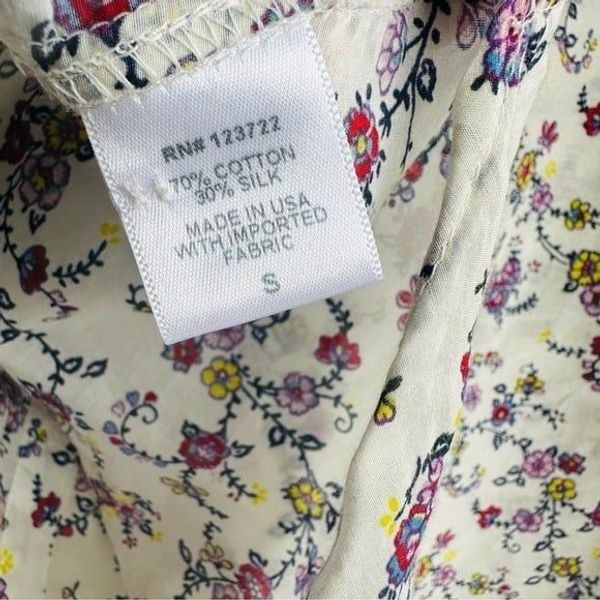 RN# 123722
70% COTTON
30% SILK
MADE IN USA
WITH IMPORTED
FABRIC
S